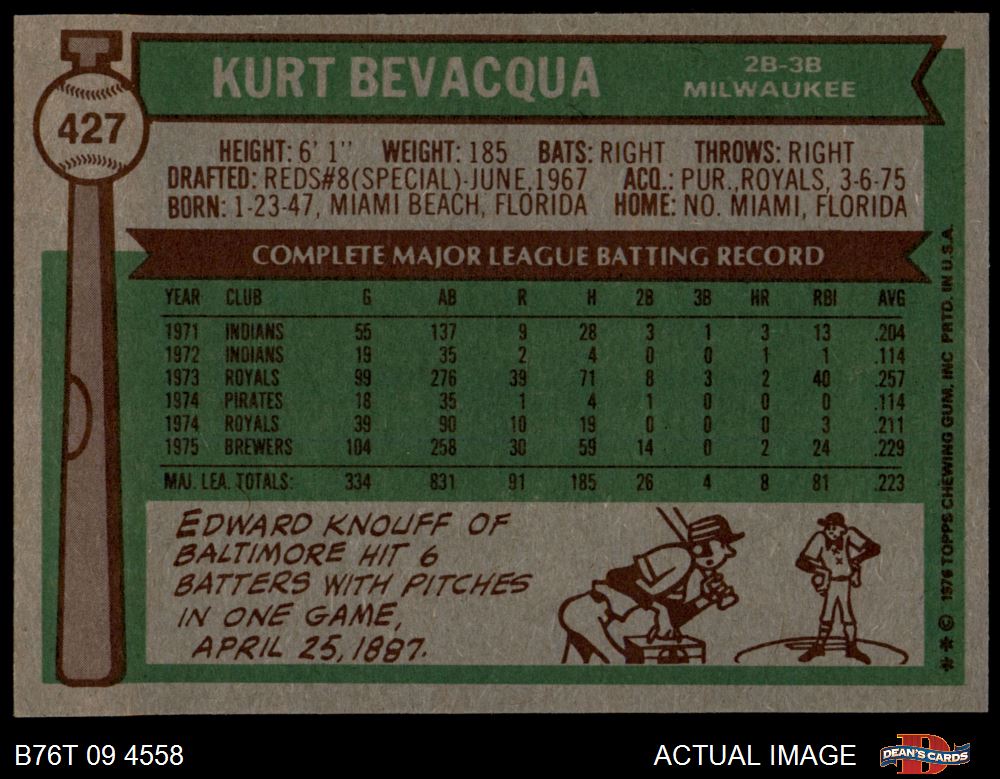 427
KURT BEVACQUA
2B-3B
MILWAUKEE
HEIGHT: 6' 1" WEIGHT: 185 BATS: RIGHT THROWS: RIGHT
DRAFTED: REDS#8(SPECIAL)-JUNE,1967 ACQ.: PUR.,ROYALS, 3-6-75
BORN: 1-23-47, MIAMI BEACH, FLORIDA HOME: NO. MIAMI, FLORIDA
COMPLETE MAJOR LEAGUE BATTING RECORD
YEAR CLUB G AB R H 2B 3B HR RBI AVG
1971 INDIANS 55 137 9 28 3 1 3 13 .204
1972 INDIANS 19 35 2 4 0 0 1 1 .114
1973 ROYALS 99 276 39 71 8 3 2 40 .257
1974 PIRATES 18 35 1 4 1 0 0 0 .114
1974 ROYALS 39 90 10 19 0 0 0 3 .211
1975 BREWERS 104 258 30 59 14 0 2 24 .229
MAJ. LEA. TOTALS: 334 831 91 185 26 4 8 81 .223
EDWARD KNOUFF OF
BALTIMORE HIT 6
BATTERS WITH PITCHES
IN ONE GAME,
APRIL 25, 1887.
** © 1976 TOPPS CHEWING GUM, INC PRTD. IN U.S.A.
B76T 09 4558
ACTUAL IMAGE
DEAN'S CARDS